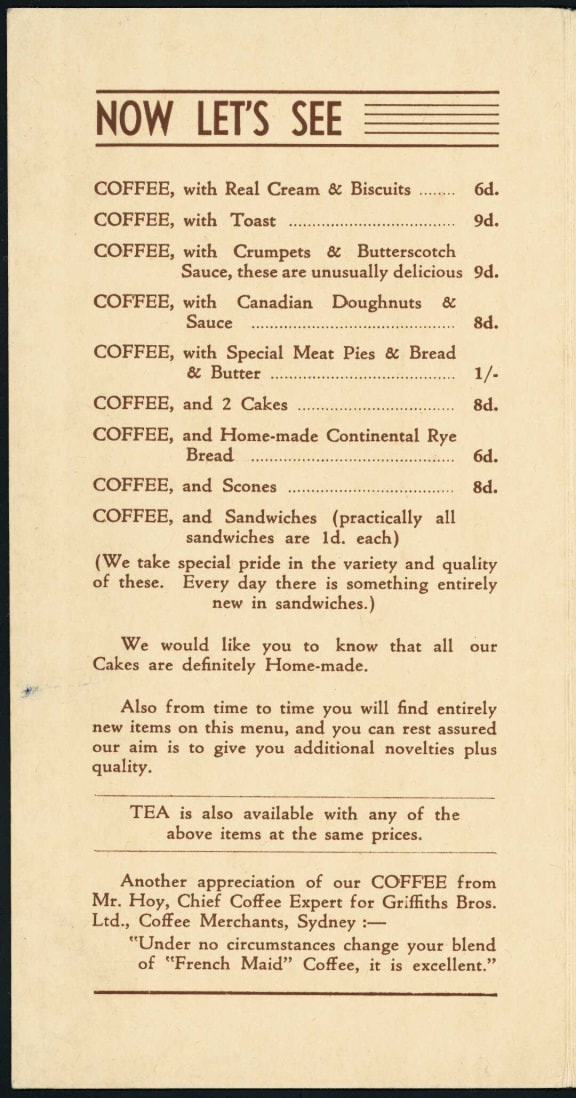 NOW LET'S SEE
COFFEE, with Real Cream & Biscuits ........ 6d.
COFFEE, with Toast .................................... 9d.
COFFEE, with Crumpets & Butterscotch
Sauce, these are unusually delicious 9d.
COFFEE, with Canadian Doughnuts &
Sauce ............................................ 8d.
COFFEE, with Special Meat Pies & Bread
& Butter ........................................ 1/-
COFFEE, and 2 Cakes .................................. 8d.
COFFEE, and Home-made Continental Rye
Bread ............................................ 6d.
COFFEE, and Scones .................................... 8d.
COFFEE, and Sandwiches (practically all
sandwiches are 1d. each)
(We take special pride in the variety and quality
of these. Every day there is something entirely
new in sandwiches.)
We would like you to know that all our
Cakes are definitely Home-made.
Also from time to time you will find entirely
new items on this menu, and you can rest assured
our aim is to give you additional novelties plus
quality.
TEA is also available with any of the
above items at the same prices.
Another appreciation of our COFFEE from
Mr. Hoy, Chief Coffee Expert for Griffiths Bros.
Ltd., Coffee Merchants, Sydney :—
"Under no circumstances change your blend
of "French Maid" Coffee, it is excellent."